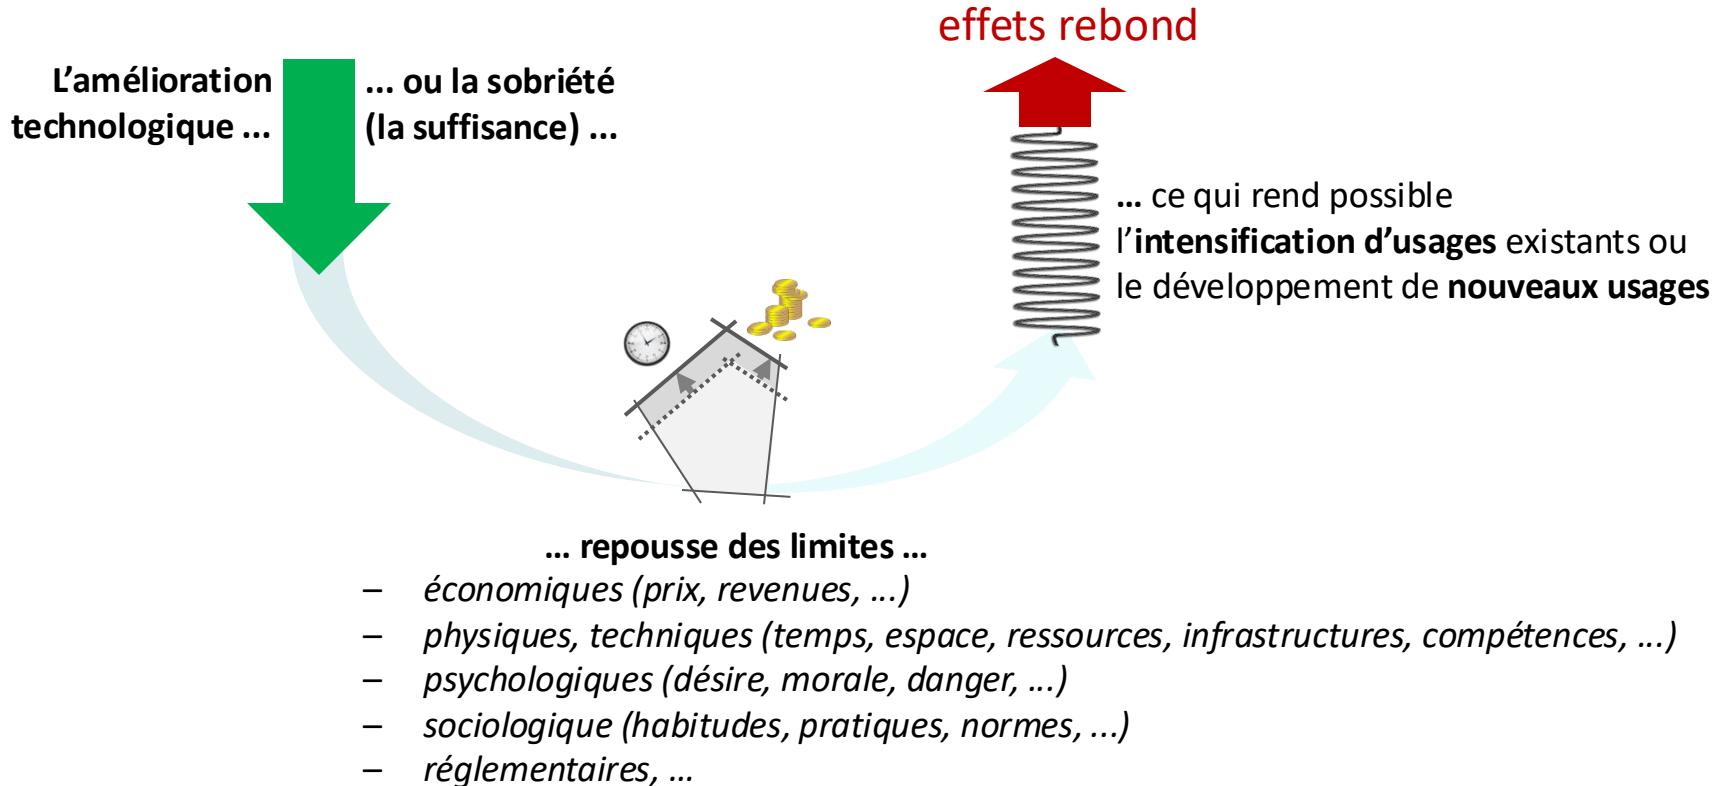 effets rebond
L'amélioration
technologique ...
... ou la sobriété
(la suffisance) ...
... ce qui rend possible
l'intensification d'usages existants ou
le développement de nouveaux usages
... repousse des limites ...
– économiques (prix, revenues, ...)
– physiques, techniques (temps, espace, ressources, infrastructures, compétences, ...)
– psychologiques (désire, morale, danger, ...)
– sociologique (habitudes, pratiques, normes, ...)
– réglementaires, ...